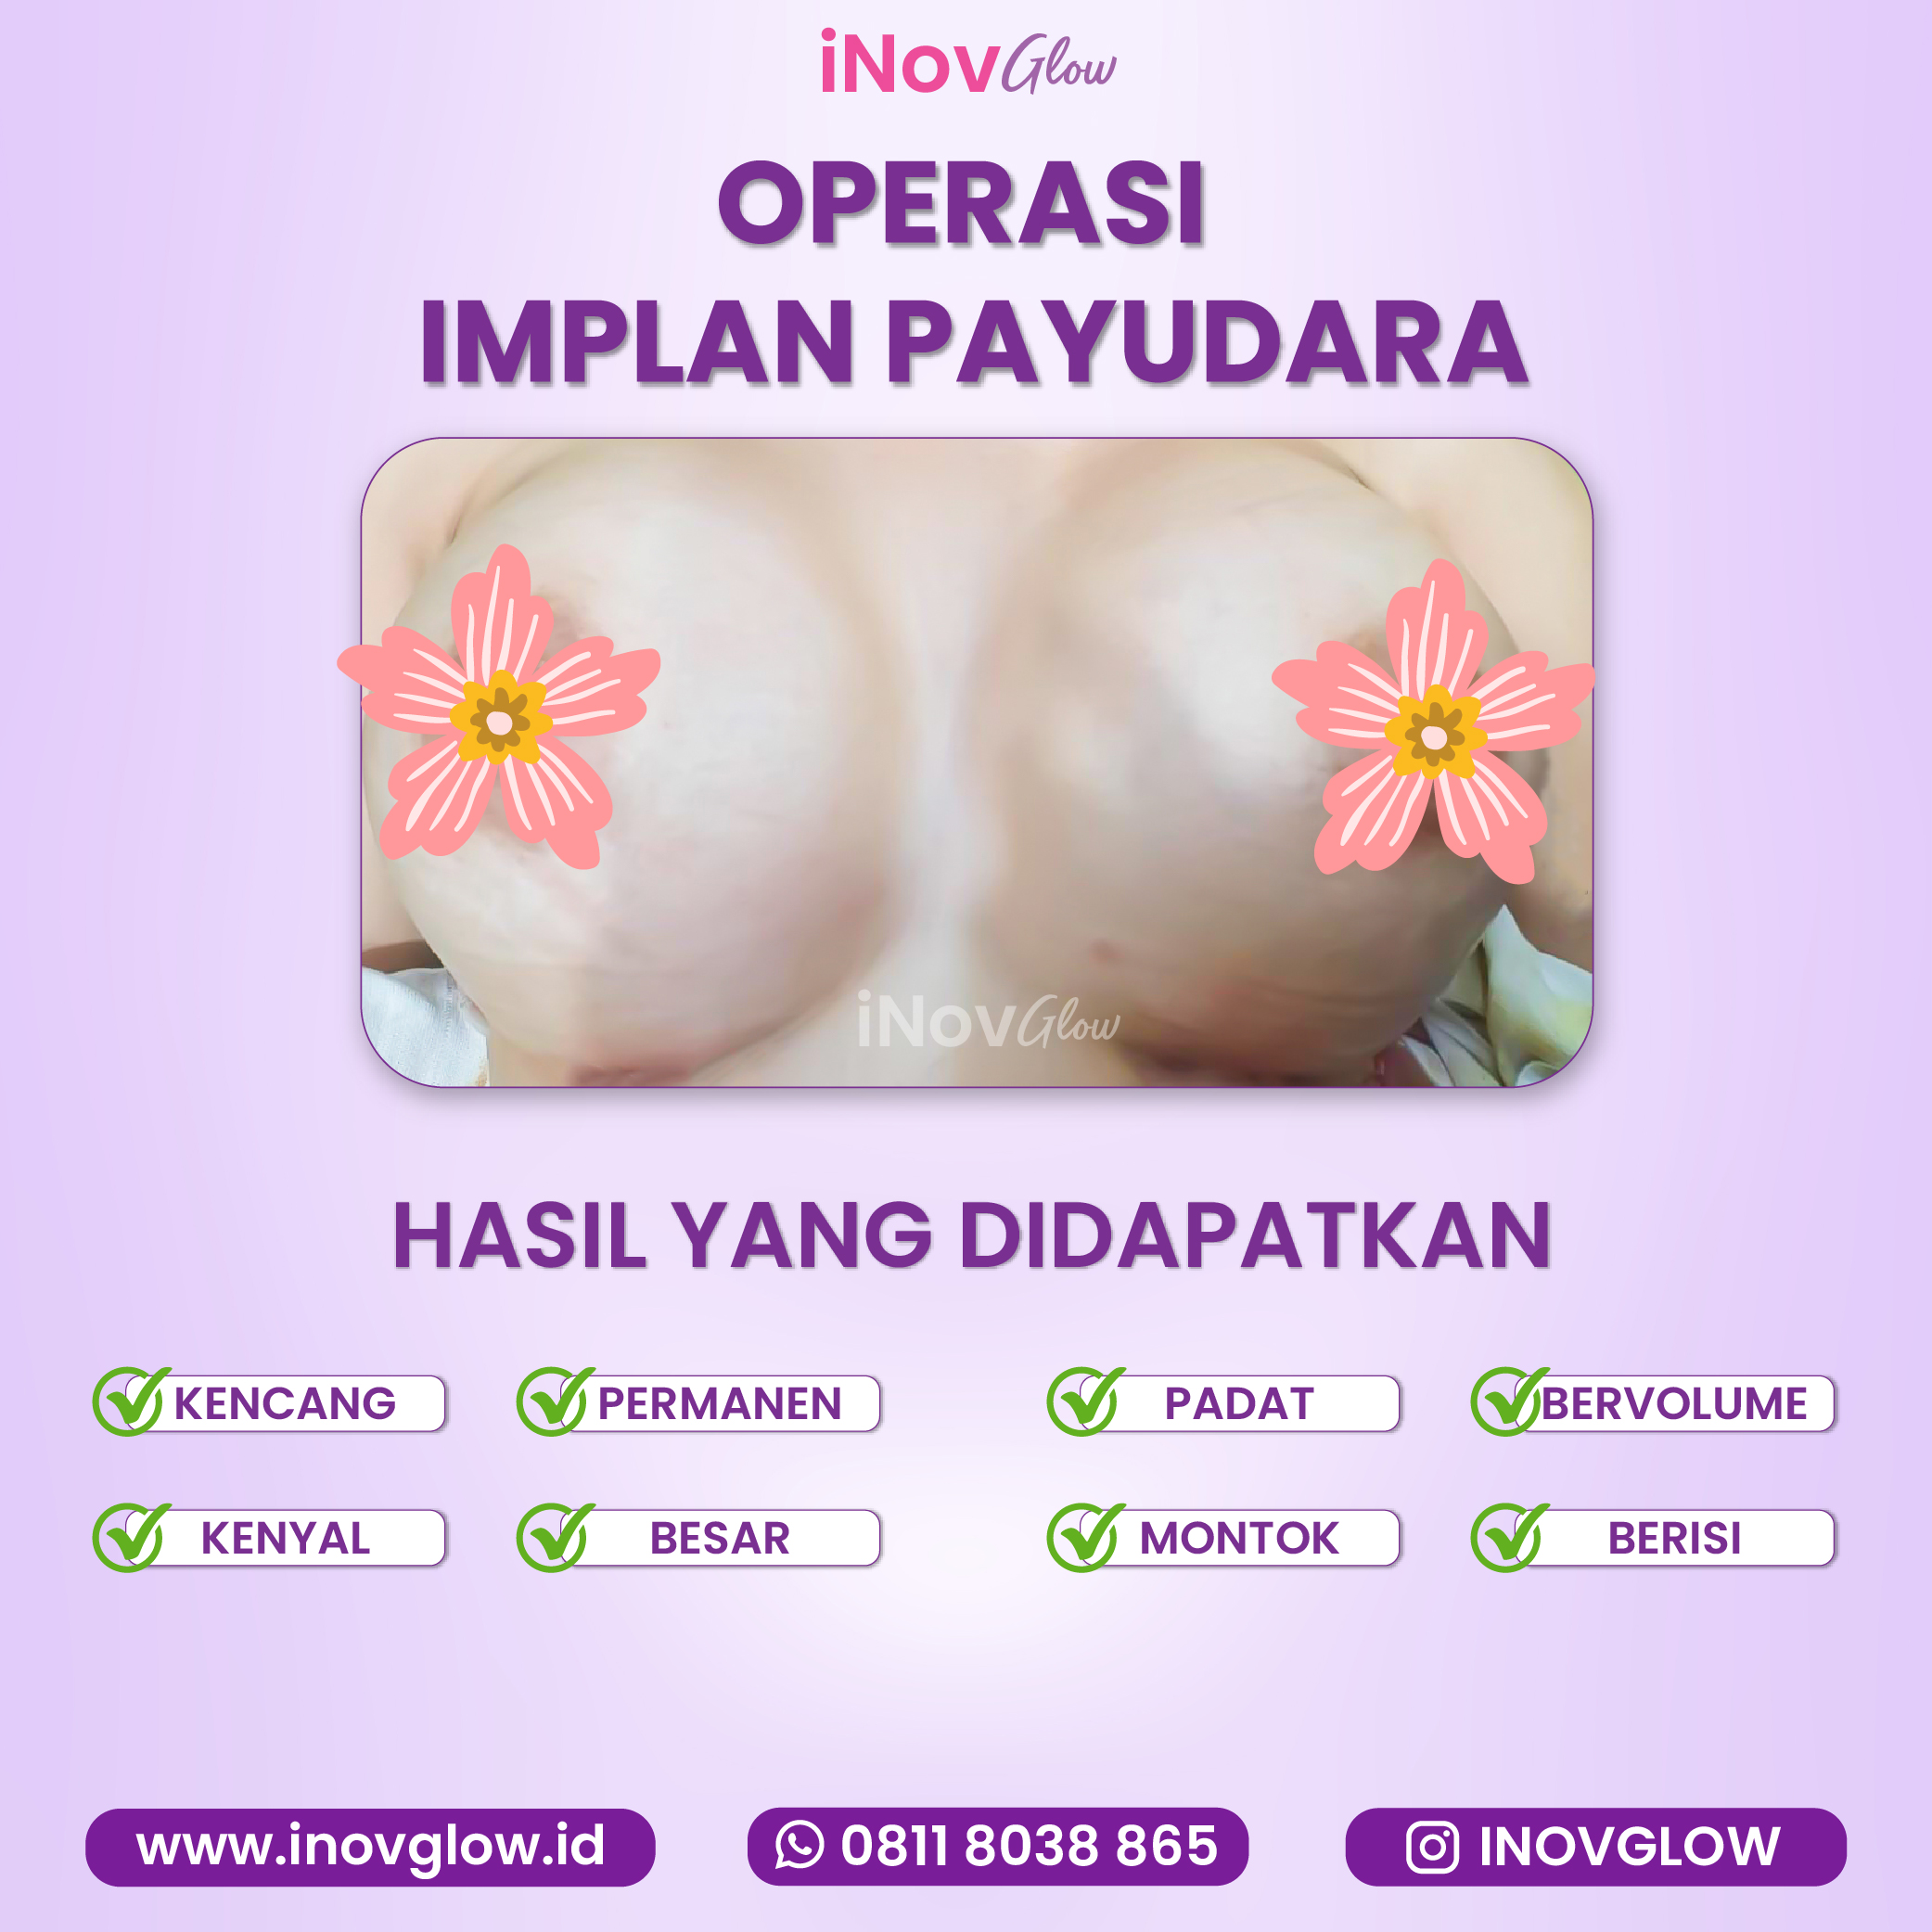 iNovGlow
OPERASI
IMPLAN PAYUDARA
iNovGlow
HASIL YANG DIDAPATKAN
KENCANG PERMANEN PADAT BERVOLUME
KENYAL BESAR MONTOK BERISI
www.inovglow.id 0811 8038 865 INOVGLOW